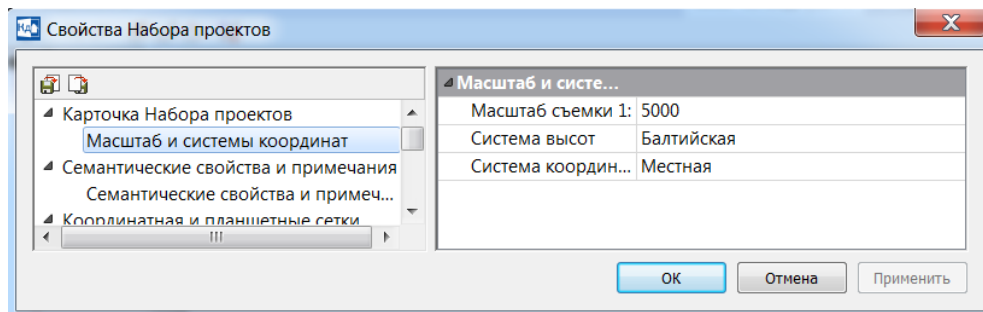 Свойства Набора проектов
Карточка Набора проектов
Масштаб и системы координат
Семантические свойства и примечания
Семантические свойства и примеч...
Координатная и планшетные сетки
Масштаб и систе...
Масштаб съемки 1: 5000
Система высот Балтийская
Система координ... Местная
ОК Отмена Применить